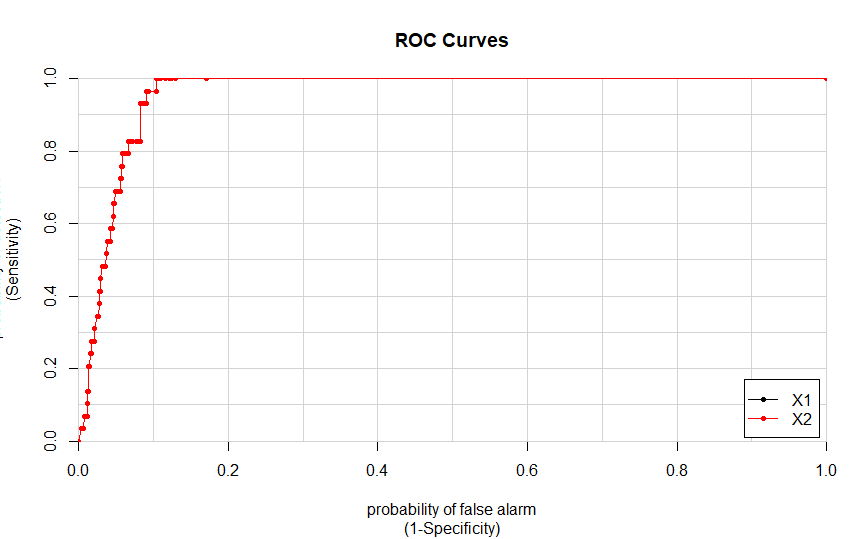 ROC Curves
1.0
0.8
0.6
0.4
0.2
0.0
(Sensitivity)
X1
X2
0.0 0.2 0.4 0.6 0.8 1.0
probability of false alarm
(1-Specificity)